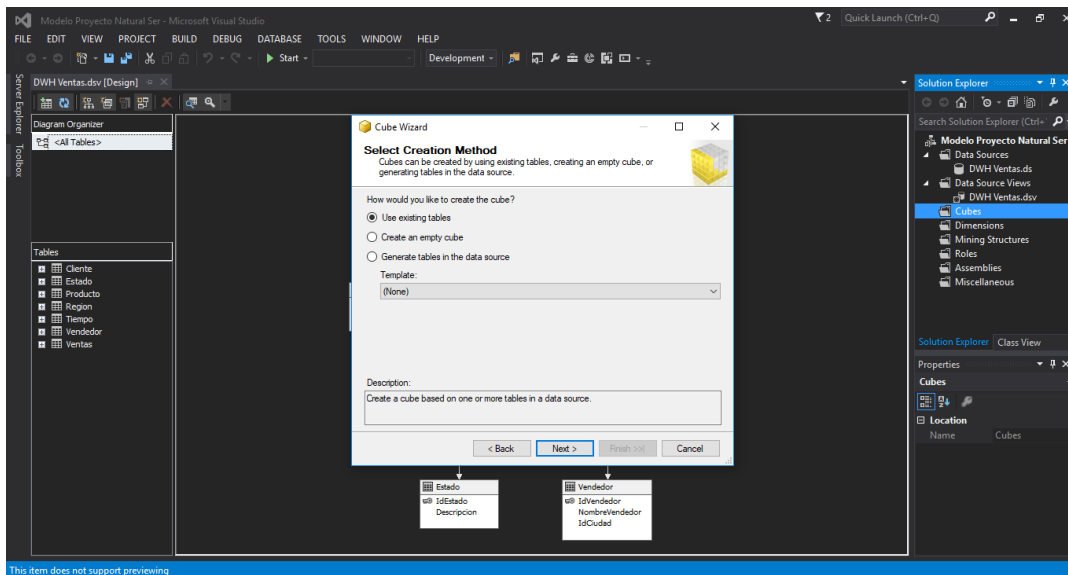 Modelo Proyecto Natural Ser - Microsoft Visual Studio
2 Quick Launch (Ctrl+Q)
FILE EDIT VIEW PROJECT BUILD DEBUG DATABASE TOOLS WINDOW HELP
Start -
Development -
Server Explorer
Toolbox
DWH Ventas.dsv [Design]
Diagram Organizer
<All Tables>
Tables
Cliente
Estado
Producto
Region
Tiempo
Vendedor
Ventas
Cube Wizard
Select Creation Method
Cubes can be created by using existing tables, creating an empty cube, or
generating tables in the data source.
How would you like to create the cube?
Use existing tables
Create an empty cube
Generate tables in the data source
Template:
(None)
Description:
Create a cube based on one or more tables in a data source.
< Back Next > Finish >>| Cancel
Estado
IdEstado
Descripcion
Vendedor
IdVendedor
NombreVendedor
IdCiudad
Solution Explorer
Search Solution Explorer (Ctrl+
Modelo Proyecto Natural Ser
Data Sources
DWH Ventas.ds
Data Source Views
DWH Ventas.dsv
Cubes
Dimensions
Mining Structures
Roles
Assemblies
Miscellaneous
Solution Explorer Class View
Properties
Cubes
Location
Name Cubes
This item does not support previewing